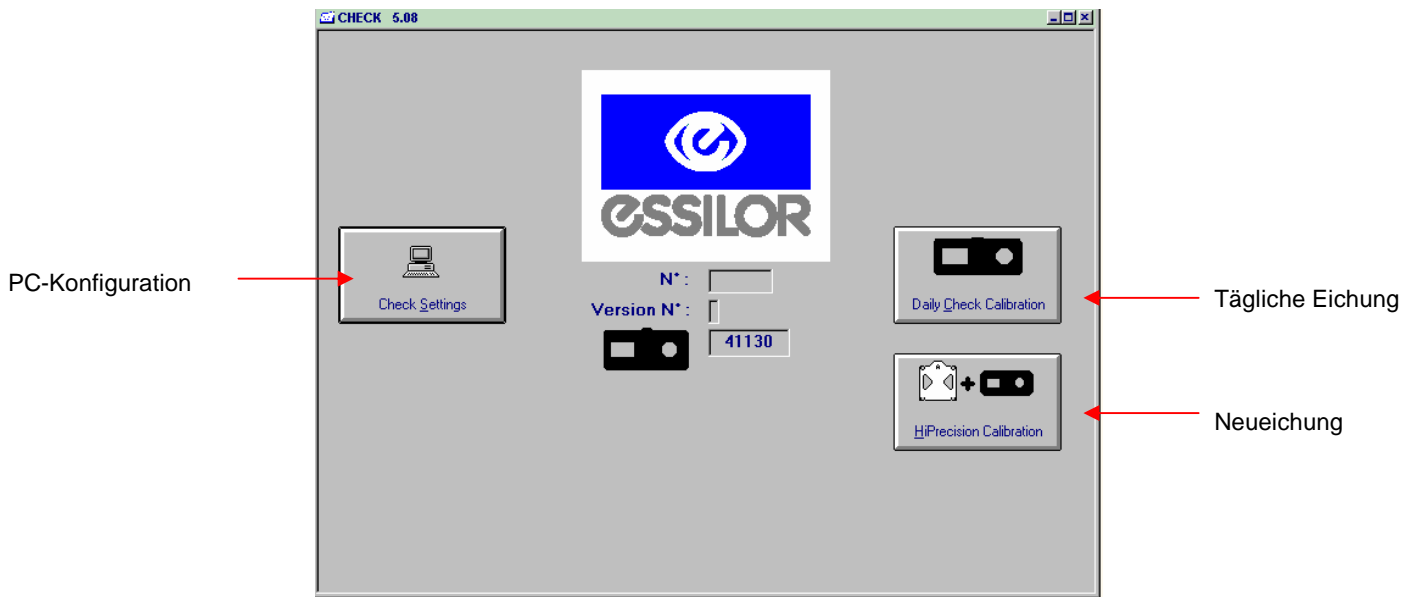 CHECK 5.08
essilor
PC-Konfiguration
Check Settings
N° :
Version N° :
41130
Daily Check Calibration
Tägliche Eichung
HiPrecision Calibration
Neueichung